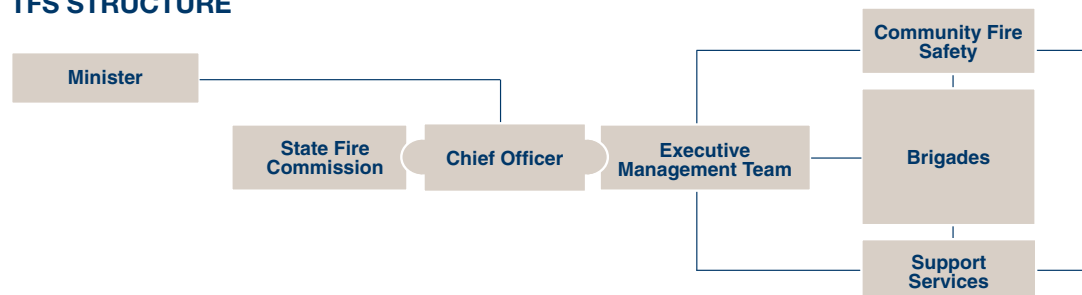 TFS STRUCTURE
Minister
State Fire
Commission
Chief Officer
Executive
Management Team
Community Fire
Safety
Brigades
Support
Services